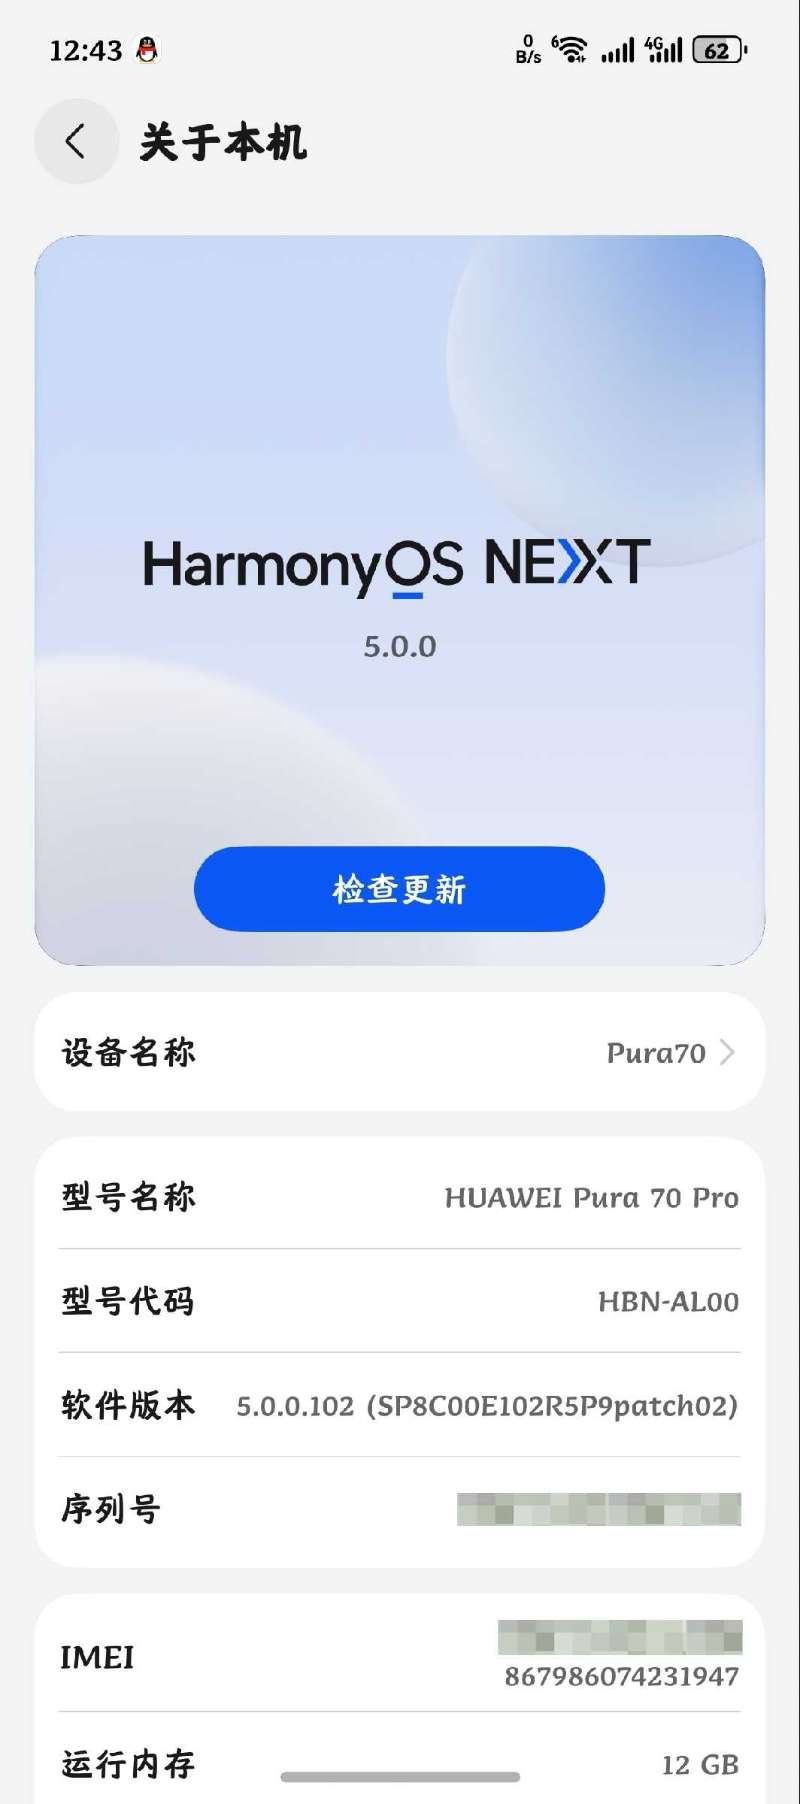 12:43
0 B/s 6 4G 62
关于本机
HarmonyOS NEXT
5.0.0
检查更新
设备名称 Pura70
型号名称 HUAWEI Pura 70 Pro
型号代码 HBN-AL00
软件版本 5.0.0.102 (SP8C00E102R5P9patch02)
序列号
IMEI
867986074231947
运行内存 12 GB